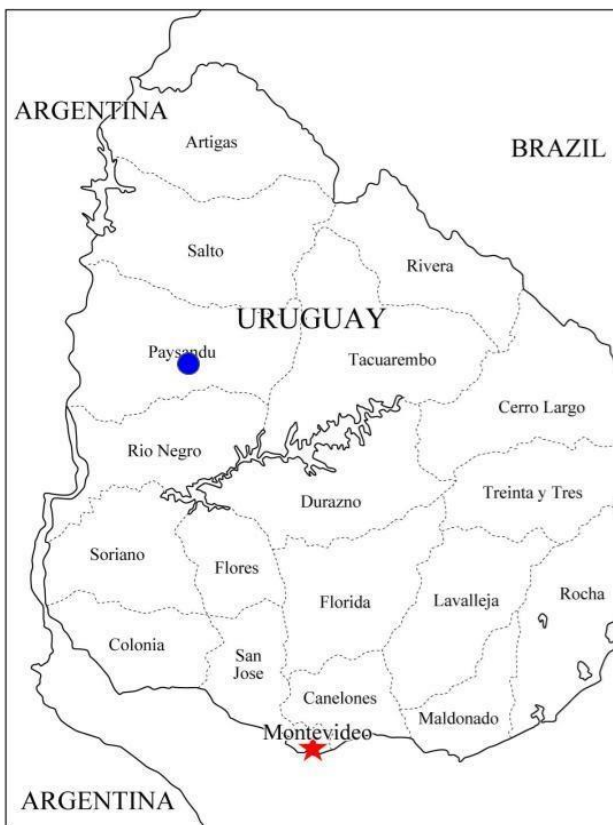 ARGENTINA
Artigas
BRAZIL
Salto
Rivera
URUGUAY
Paysandu
Tacuarembo
Cerro Largo
Rio Negro
Treinta y Tres
Durazno
Soriano
Flores
Rocha
Florida
Lavalleja
Colonia
San
Jose
Canelones
Maldonado
Montevideo
ARGENTINA